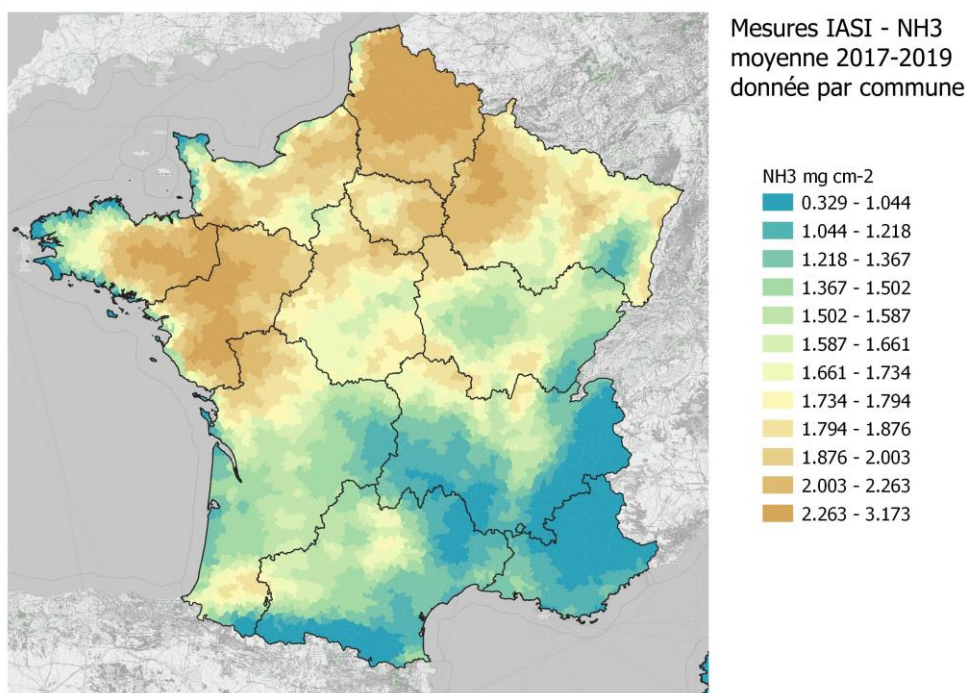 Mesures IASI - NH3
moyenne 2017-2019
donnée par commune
NH3 mg cm-2
0.329 - 1.044
1.044 - 1.218
1.218 - 1.367
1.367 - 1.502
1.502 - 1.587
1.587 - 1.661
1.661 - 1.734
1.734 - 1.794
1.794 - 1.876
1.876 - 2.003
2.003 - 2.263
2.263 - 3.173